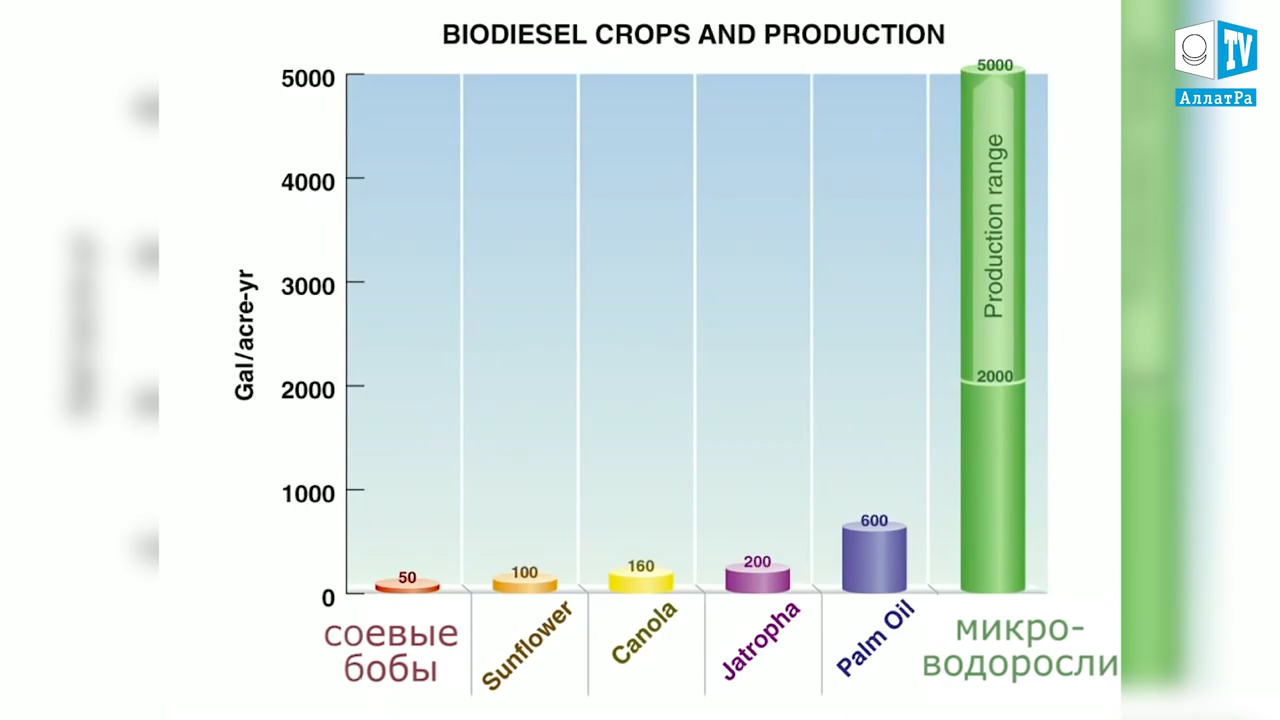 BIODIESEL CROPS AND PRODUCTION
TV
АллатРа
Gal/acre-yr
5000
4000
3000
2000
1000
0
50
100
160
200
600
5000
Production range
2000
соевые
бобы
Sunflower
Canola
Jatropha
Palm Oil
микро-
водоросли